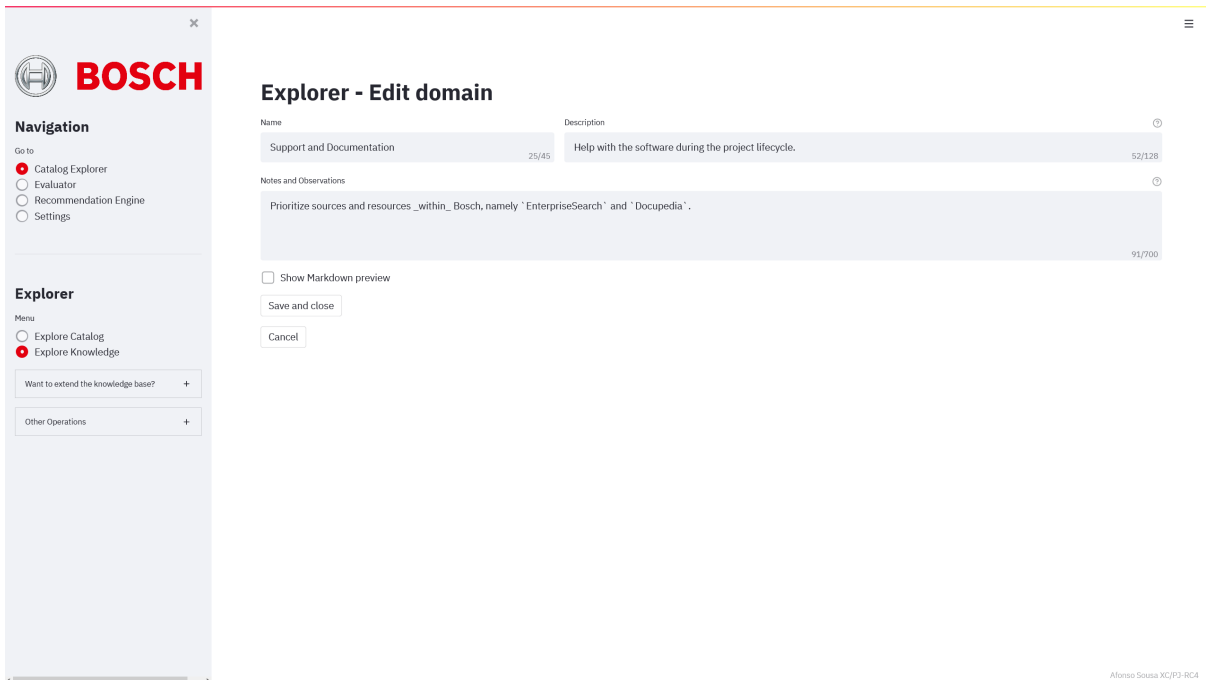 BOSCH
Navigation
Go to
Catalog Explorer
Evaluator
Recommendation Engine
Settings
Explorer
Menu
Explore Catalog
Explore Knowledge
Want to extend the knowledge base? +
Other Operations +
Explorer - Edit domain
Name
Support and Documentation
25/45
Description
Help with the software during the project lifecycle.
52/128
Notes and Observations
Prioritize sources and resources _within_ Bosch, namely `EnterpriseSearch` and `Docupedia`.
91/700
Show Markdown preview
Save and close
Cancel
Afonso Sousa XC/PJ-RC4